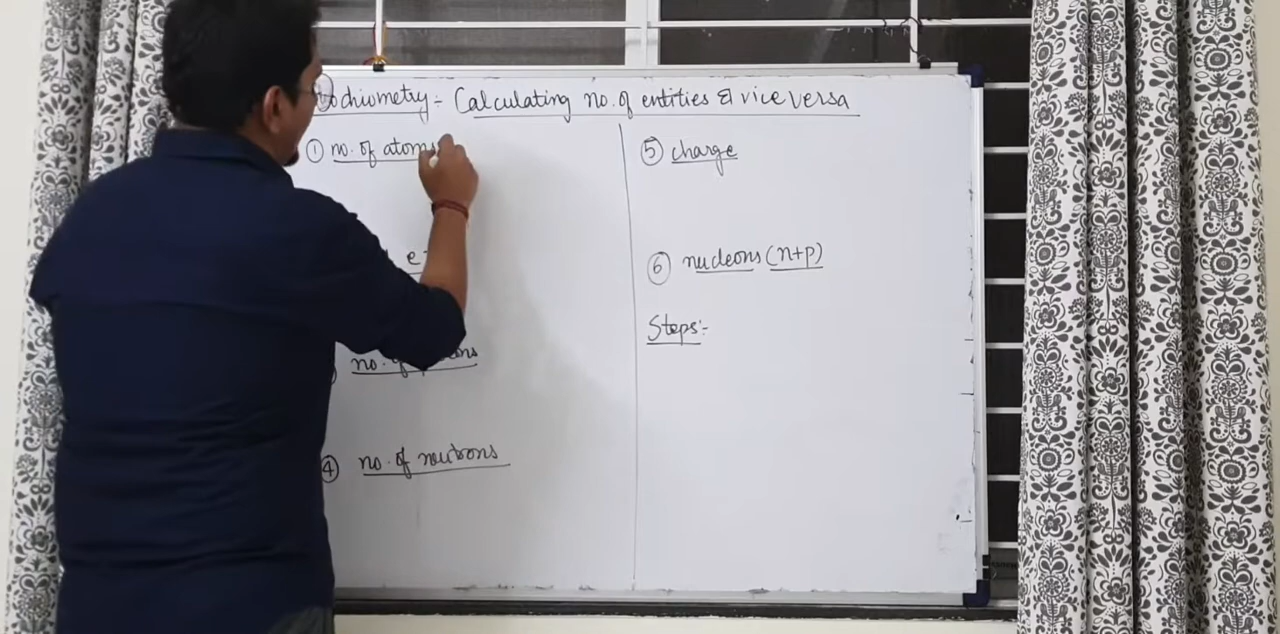 ochiometry:- Calculating no. of entities & vice versa
① no. of atoms
e-
no. of
④ no. of neutrons
⑤ charge
⑥ nucleons (n+p)
Steps:-